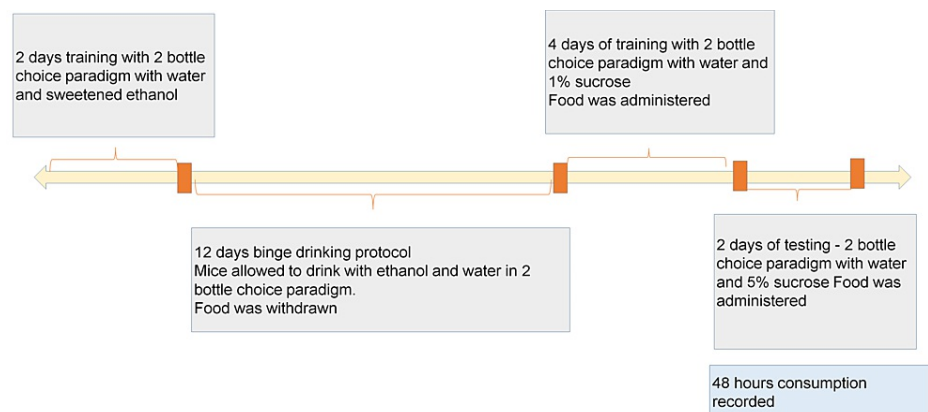 2 days training with 2 bottle
choice paradigm with water
and sweetened ethanol
4 days of training with 2 bottle
choice paradigm with water and
1% sucrose
Food was administered
12 days binge drinking protocol
Mice allowed to drink with ethanol and water in 2
bottle choice paradigm.
Food was withdrawn
2 days of testing - 2 bottle
choice paradigm with water
and 5% sucrose Food was
administered
48 hours consumption
recorded